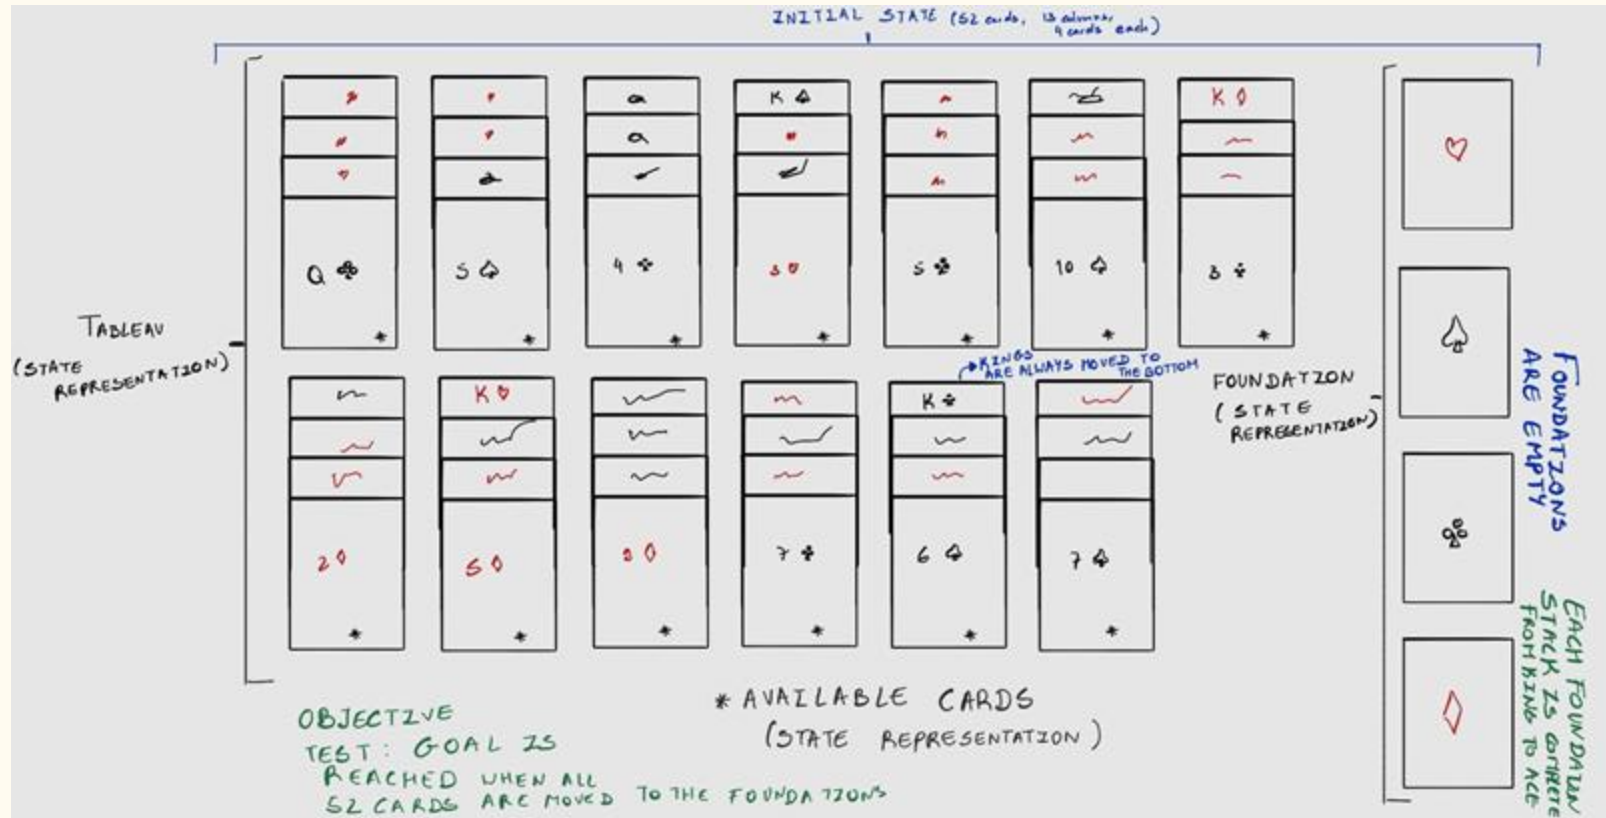 INITIAL STATE (52 cards, 13 columns,
4 cards each)
K ♤
K ♢
Q ♣
5 ♤
4 ♣
3 ♡
5 ♣
10 ♤
3 ♣
* * * * * * *
TABLEAU
(STATE
REPRESENTATION)
KINGS
ARE ALWAYS MOVED TO
THE BOTTOM
K ♡
K ♣
2 ♢
5 ♢
9 ♢
7 ♣
6 ♤
7 ♤
* * * * * *
FOUNDATION
(STATE
REPRESENTATION)
♡
♤
♣
♢
FOUNDATIONS
ARE EMPTY
EACH FOUNDATION
STACK IS COMPLETE
FROM KING TO ACE
* AVAILABLE CARDS
(STATE REPRESENTATION)
OBJECTIVE
TEST: GOAL IS
REACHED WHEN ALL
52 CARDS ARE MOVED TO THE FOUNDATIONS